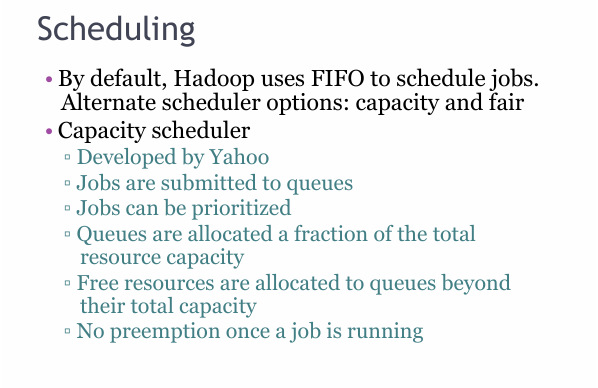 Scheduling
• By default, Hadoop uses FIFO to schedule jobs.
Alternate scheduler options: capacity and fair
• Capacity scheduler
▫ Developed by Yahoo
▫ Jobs are submitted to queues
▫ Jobs can be prioritized
▫ Queues are allocated a fraction of the total
resource capacity
▫ Free resources are allocated to queues beyond
their total capacity
▫ No preemption once a job is running